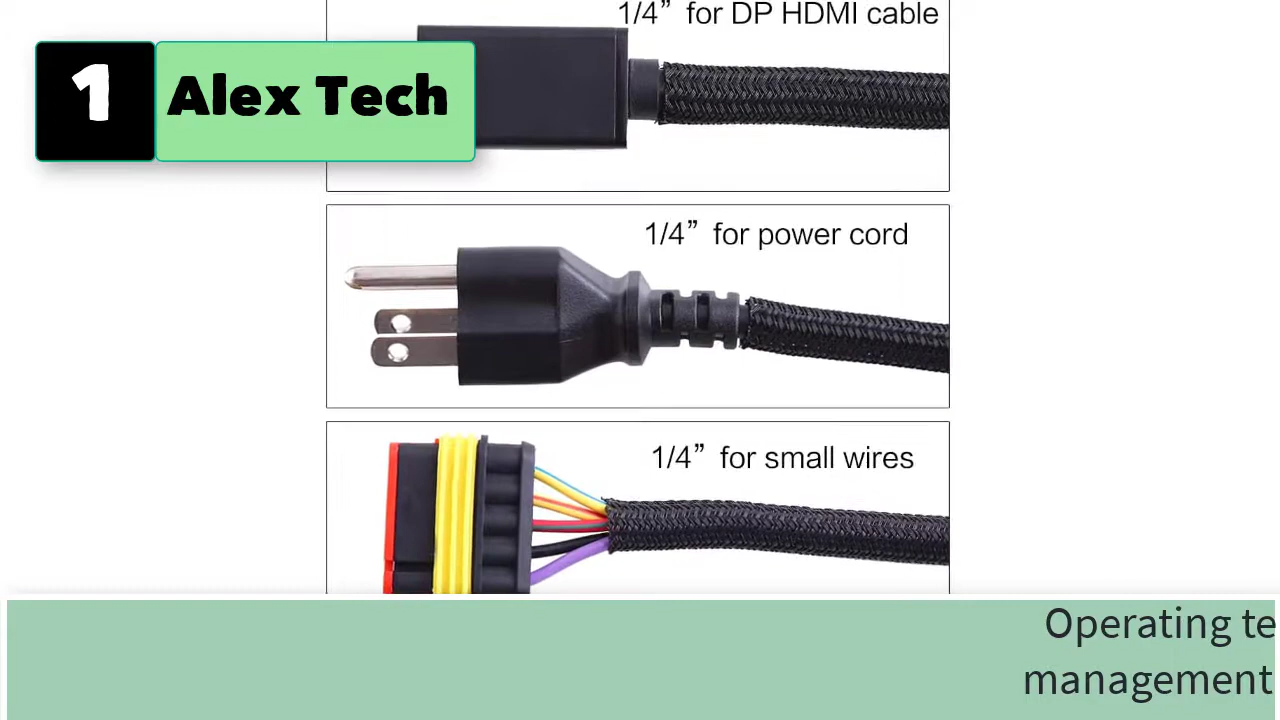 1/4” for DP HDMI cable
1 Alex Tech
1/4” for power cord
1/4” for small wires
Operating
management